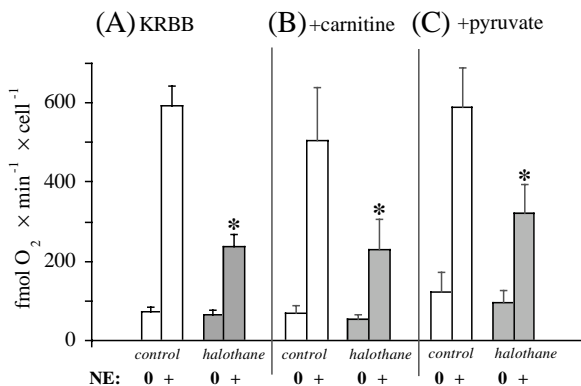 (A) KRBB (B) +carnitine (C) +pyruvate
fmol O₂ × min⁻¹ × cell⁻¹
600
400
200
0
* * *
control halothane control halothane control halothane
NE: 0 + 0 + 0 + 0 + 0 + 0 +